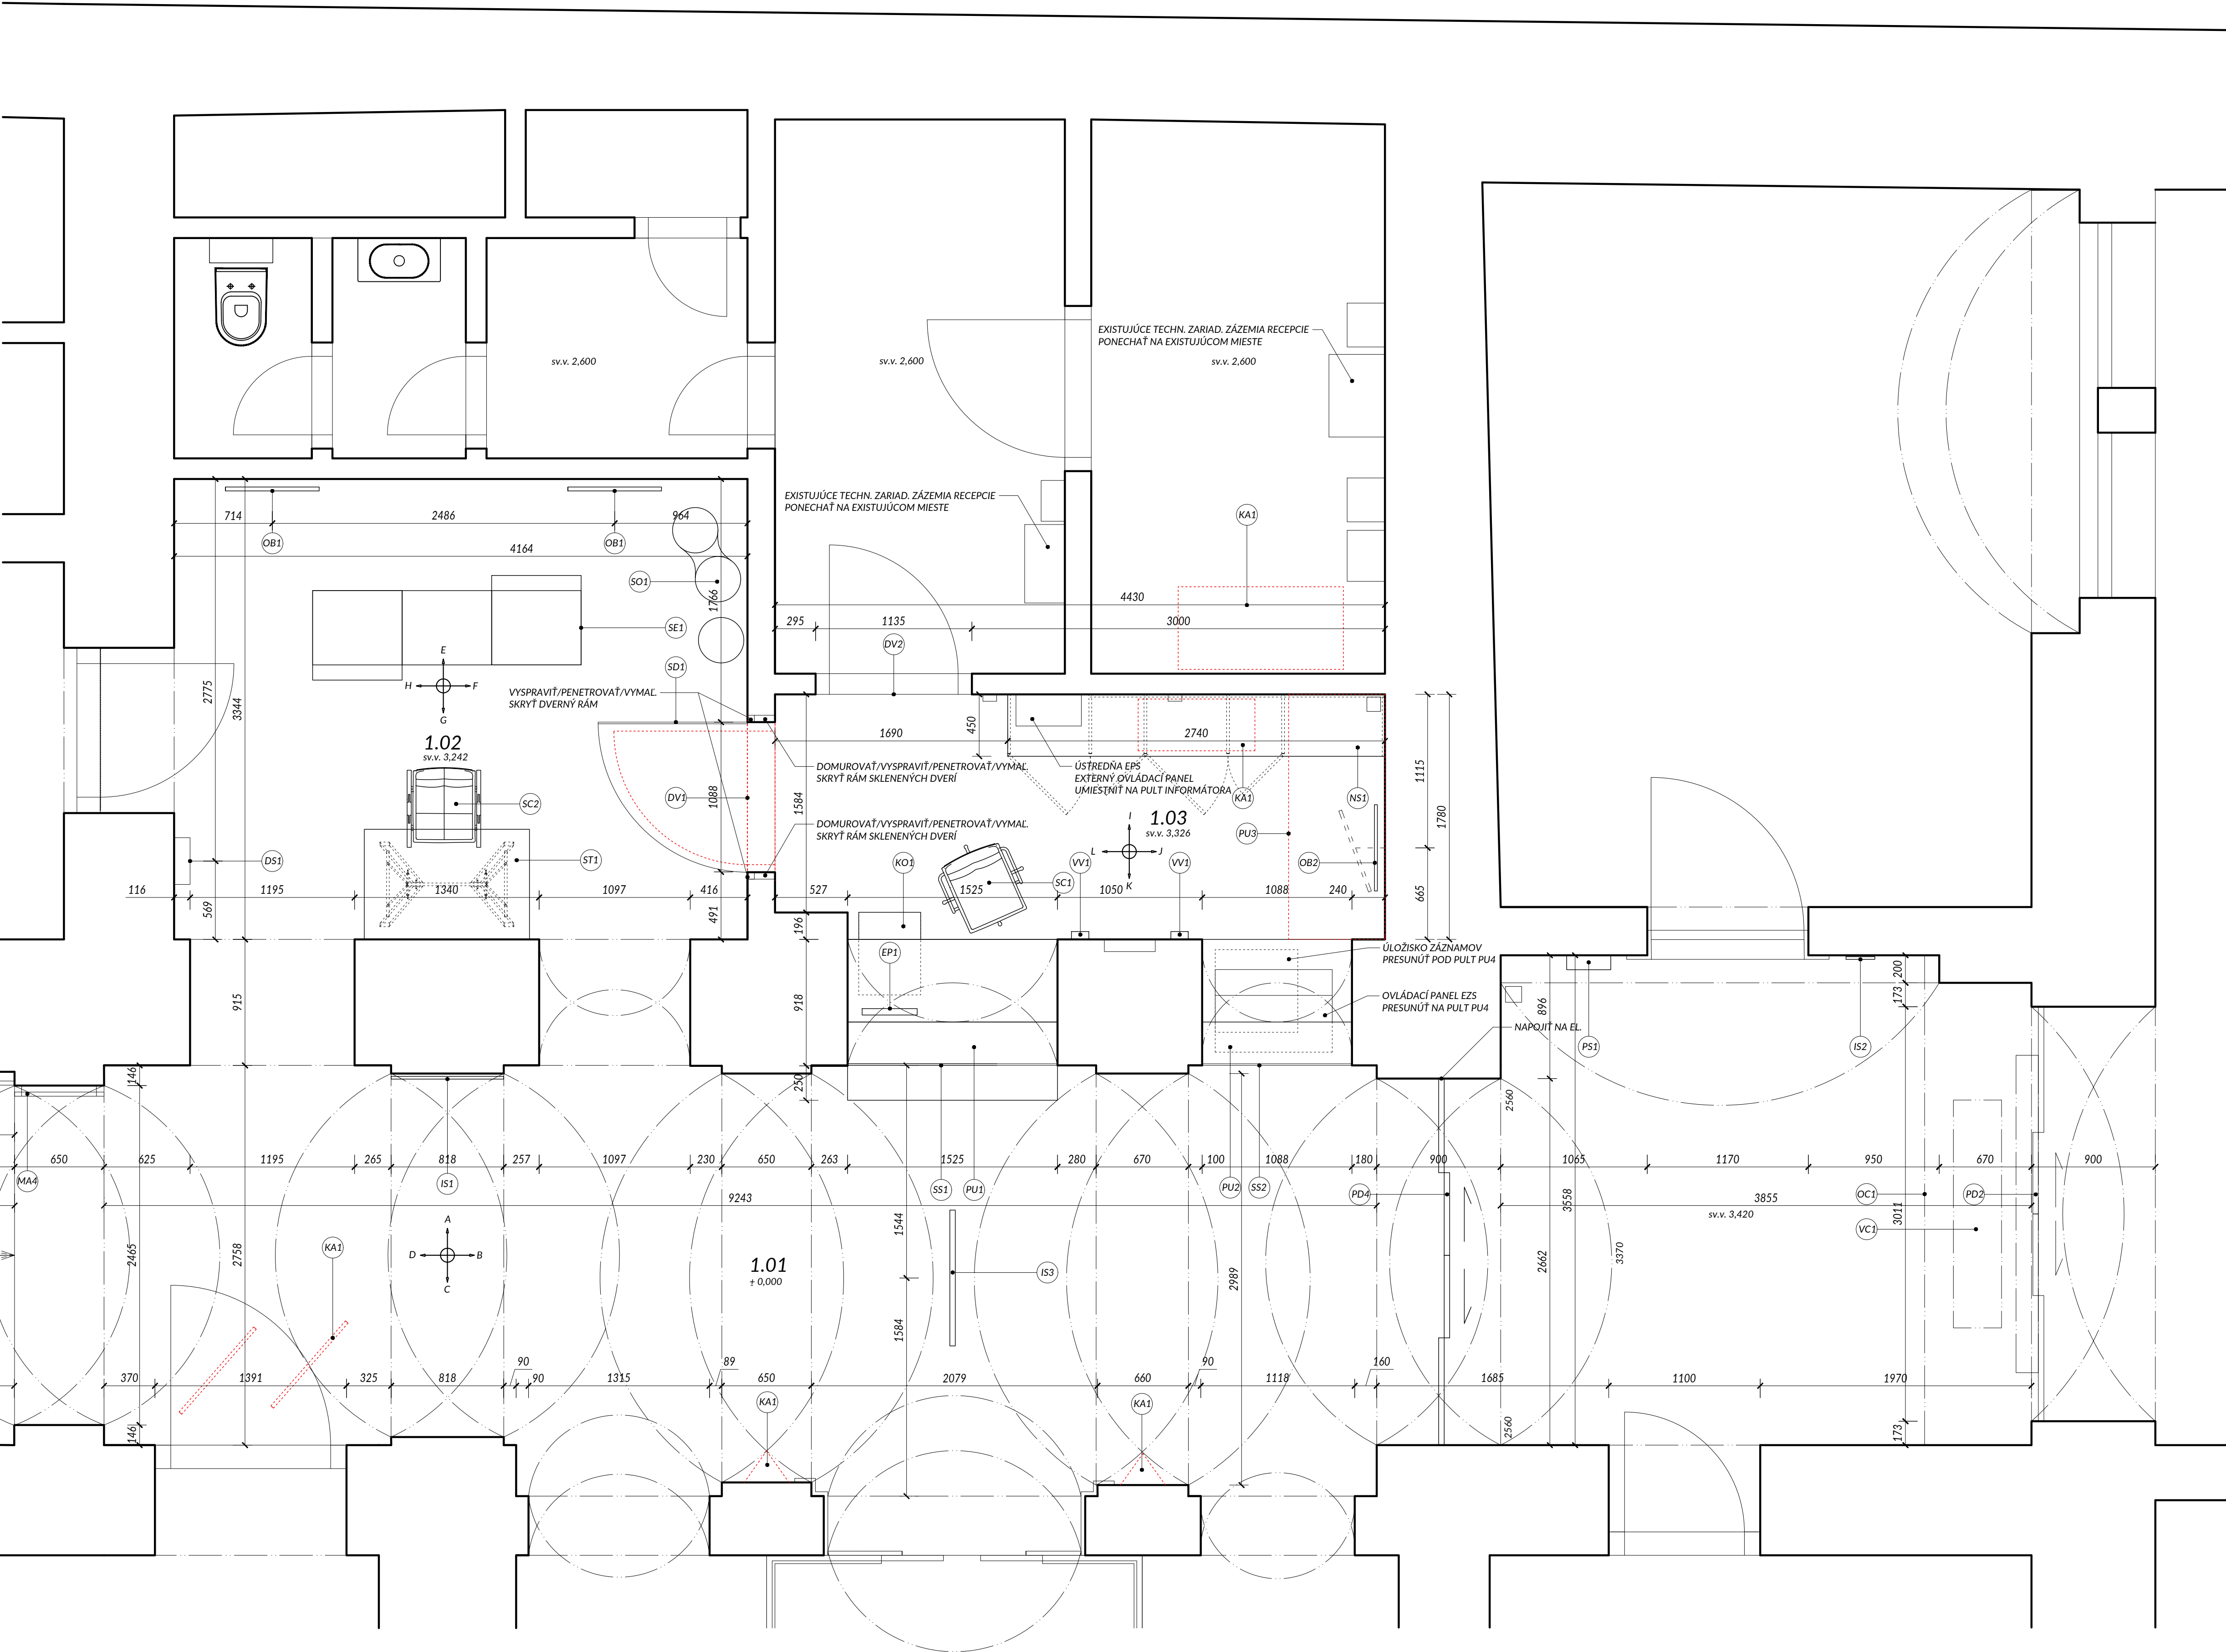 EXISTUJÚCE TECHN. ZARIAD. ZÁZEMIA RECEPCIE
PONECHAŤ NA EXISTUJÚCOM MIESTE
sv.v. 2,600
sv.v. 2,600
sv.v. 2,600
EXISTUJÚCE TECHN. ZARIAD. ZÁZEMIA RECEPCIE
PONECHAŤ NA EXISTUJÚCOM MIESTE
KA1
714
2486
964
OB1
OB1
4164
SO1
1766
4430
295
1135
3000
SE1
DV2
E
H
F
G
SD1
VYSPRAVIŤ/PENETROVAŤ/VYMAĽ.
SKRYŤ DVERNÝ RÁM
2775
3344
450
1690
2740
1.02
sv.v. 3,242
DOMUROVAŤ/VYSPRAVIŤ/PENETROVAŤ/VYMAĽ.
SKRYŤ RÁM SKLENENÝCH DVERÍ
ÚSTREDŇA EPS
EXTERNÝ OVLÁDACÍ PANEL
UMIESTNIŤ NA PULT INFORMÁTORA
1115
1780
SC2
DV1
1088
1584
KA1
NS1
DOMUROVAŤ/VYSPRAVIŤ/PENETROVAŤ/VYMAĽ.
SKRYŤ RÁM SKLENENÝCH DVERÍ
I
1.03
sv.v. 3,326
L
J
K
PU3
DS1
ST1
KO1
VV1
VV1
OB2
SC1
116
1195
1340
1097
416
527
1525
1050
1088
240
665
569
491
196
EP1
ÚLOŽISKO ZÁZNAMOV
PRESUNÚŤ POD PULT PU4
915
918
OVLÁDACÍ PANEL EZS
PRESUNÚŤ NA PULT PU4
896
200
173
NAPOJIŤ NA EL.
PS1
IS2
146
250
2560
650
625
1195
265
818
257
1097
230
650
263
1525
280
670
100
1088
180
900
1065
1170
950
670
900
MA4
IS1
SS1
PU1
PU2
SS2
PD4
OC1
PD2
9243
3855
sv.v. 3,420
VC1
3558
3011
1544
A
D
B
C
KA1
2465
2758
1.01
± 0,000
IS3
2989
2662
3370
1584
370
1391
325
818
90
90
1315
89
650
2079
660
90
1118
160
1685
1100
1970
KA1
KA1
146
2560
173